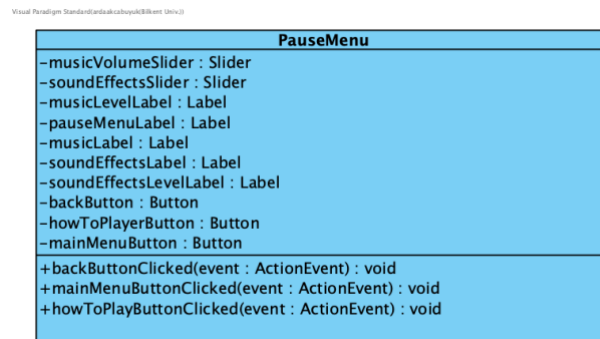 Visual Paradigm Standard(ardaakcabuyuk(Bilkent Univ.))
PauseMenu
-musicVolumeSlider : Slider
-soundEffectsSlider : Slider
-musicLevelLabel : Label
-pauseMenuLabel : Label
-musicLabel : Label
-soundEffectsLabel : Label
-soundEffectsLevelLabel : Label
-backButton : Button
-howToPlayerButton : Button
-mainMenuButton : Button
+backButtonClicked(event : ActionEvent) : void
+mainMenuButtonClicked(event : ActionEvent) : void
+howToPlayButtonClicked(event : ActionEvent) : void